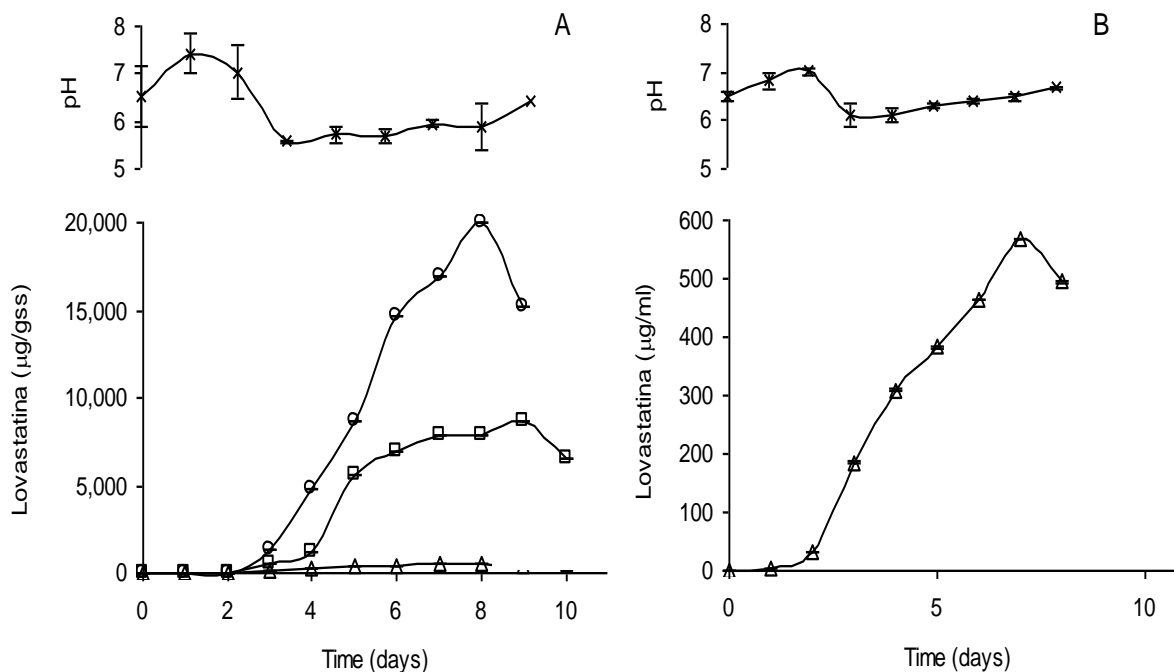 A
8
7
6
5
pH
20,000
15,000
10,000
5,000
0
Lovastatina (µg/gss)
0 2 4 6 8 10
Time (days)
B
8
7
6
5
pH
600
500
400
300
200
100
0
Lovastatina (µg/ml)
0 5 10
Time (days)